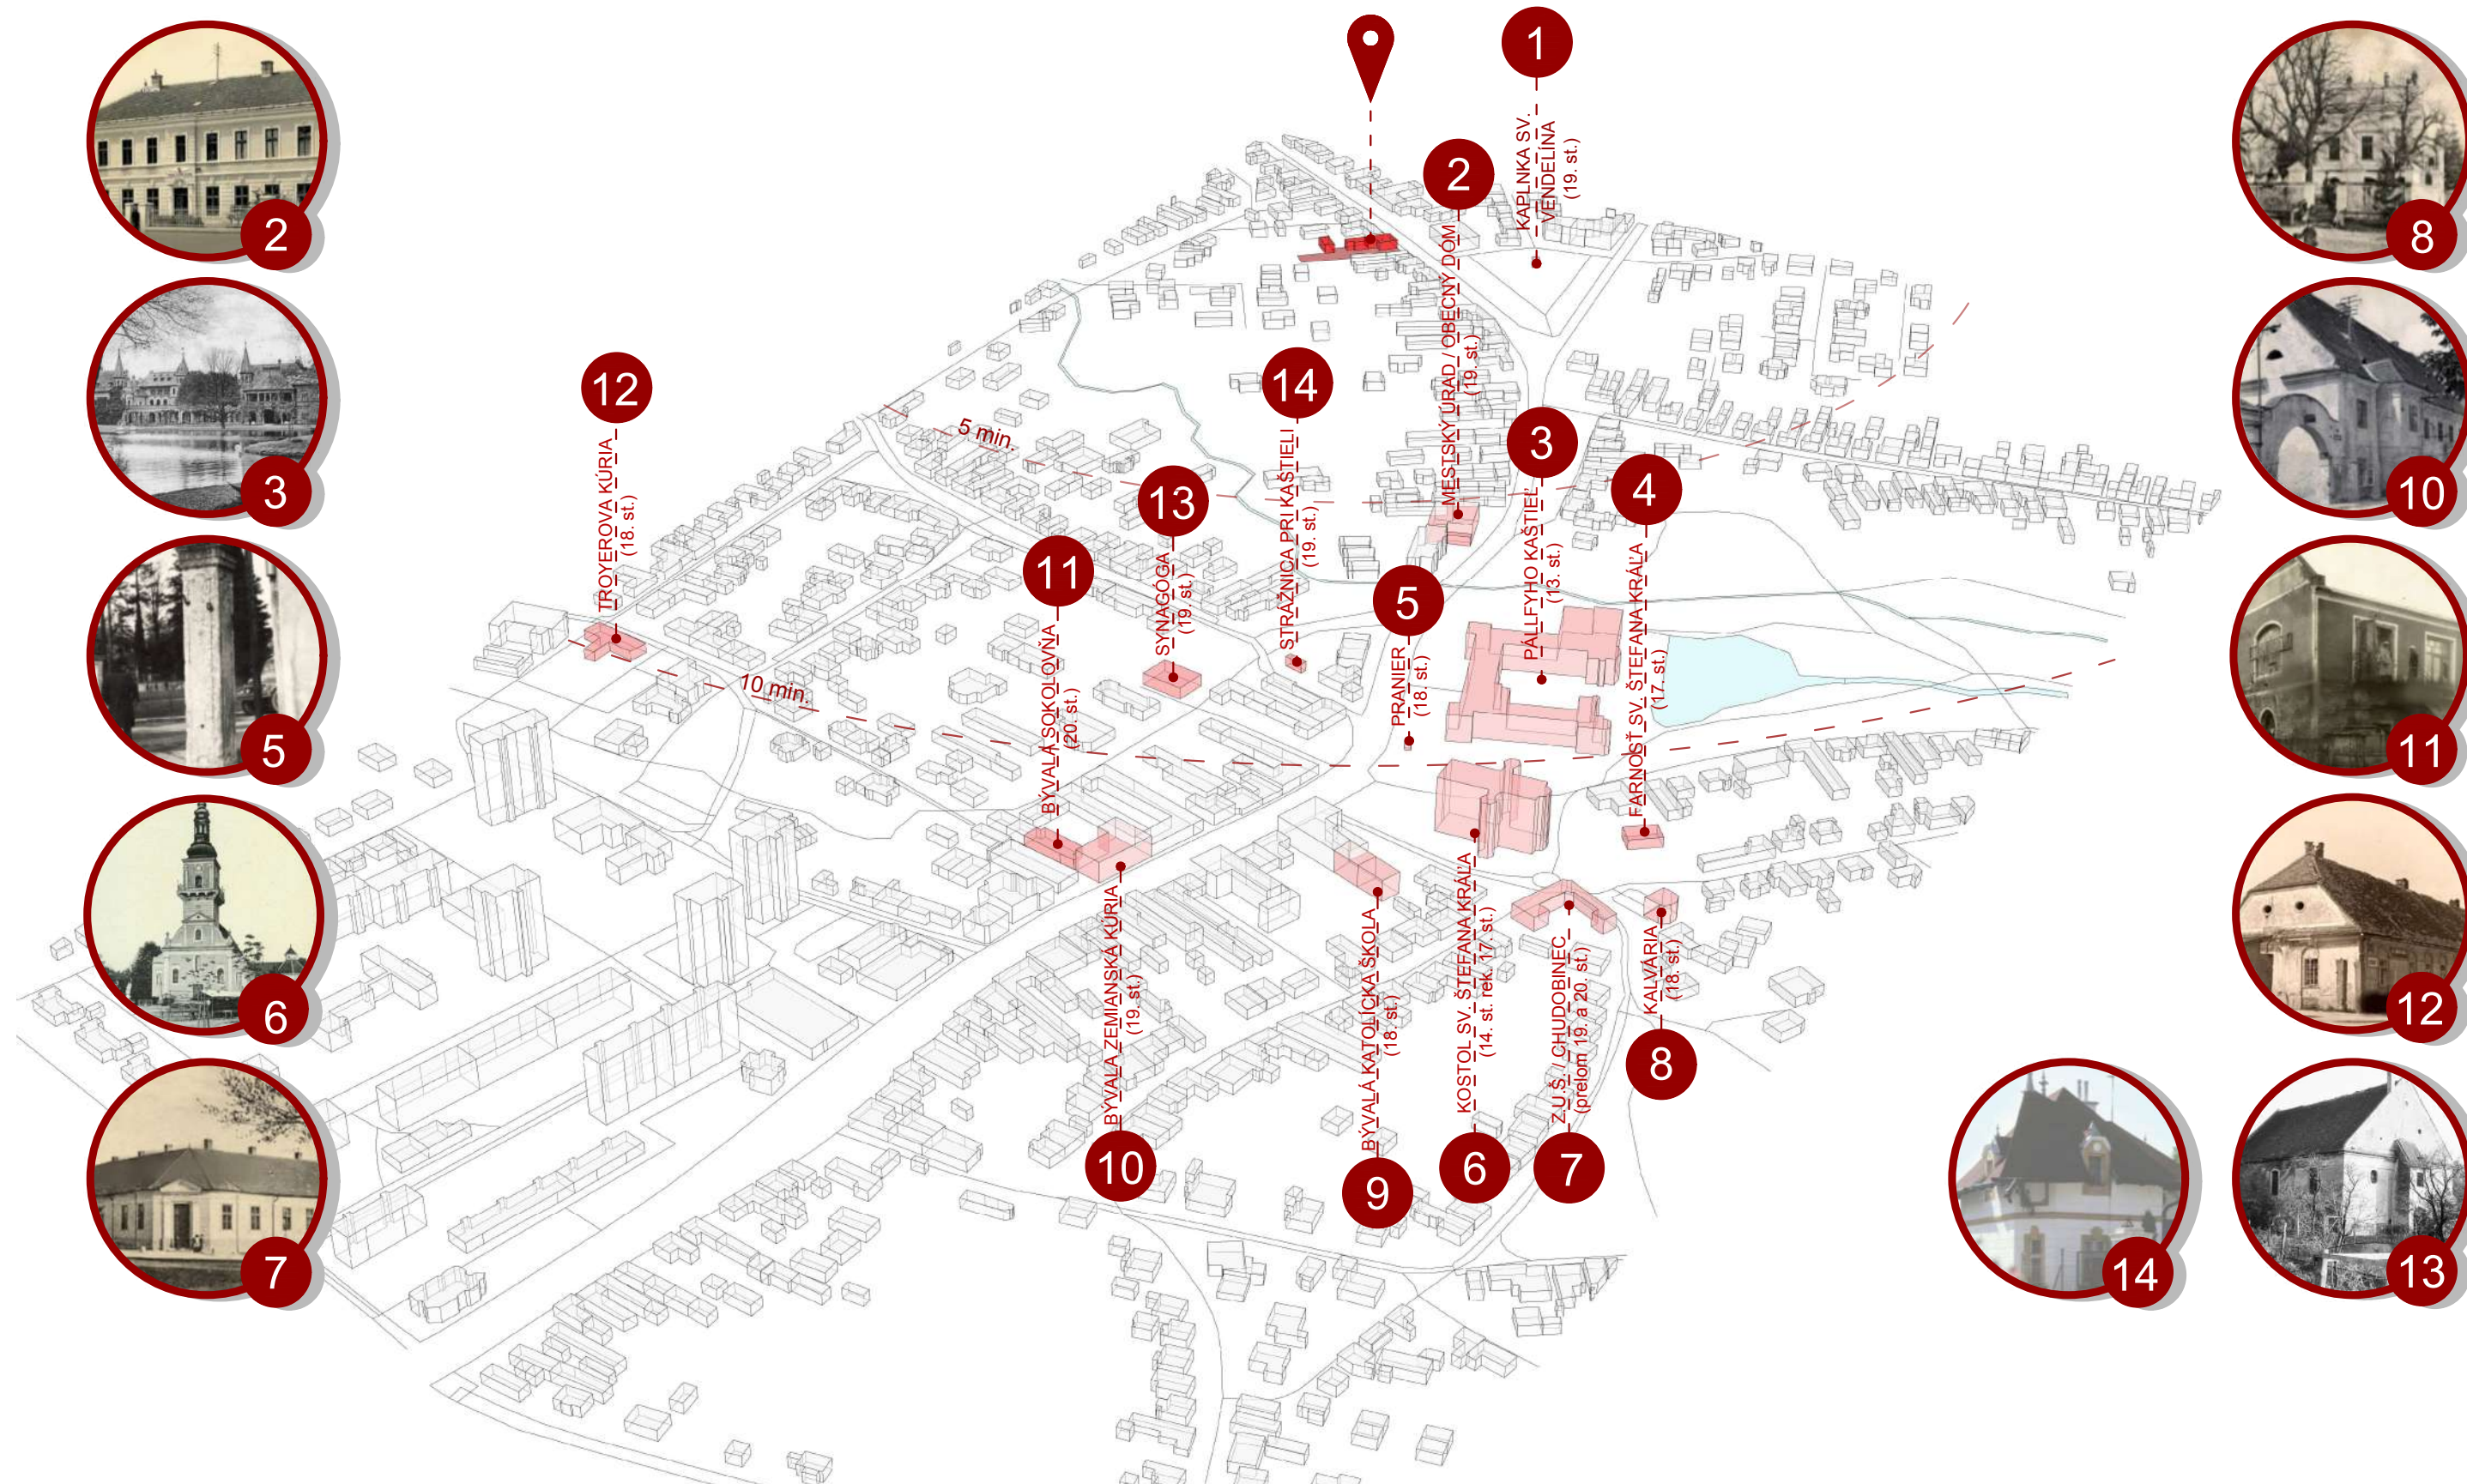 1
KAPLNKA SV.
VENDELÍNA
(19. st.)
2
MESTSKÝ ÚRAD / OBECNÝ DOM
(19. st.)
3
PÁLLFYHO KAŠTIEĽ
(13. st.)
4
FARNOSŤ SV. ŠTEFANA KRÁĽA
(17. st.)
5
PRANIER
(18. st.)
14
STRÁŽNICA PRI KAŠTIELI
(19. st.)
13
SYNAGÓGA
(19. st.)
11
BÝVALÁ SOKOLOVŇA
(20. st.)
12
TROYEROVA KÚRIA
(18. st.)
5 min.
10 min.
BÝVALA ZEMIANSKÁ KÚRIA
(19. st.)
10
BÝVALÁ KATOLÍCKA ŠKOLA
(18. st.)
9
KOSTOL SV. ŠTEFANA KRÁĽA
(14. st. rek. 17. st.)
6
Z.U.Š. / CHUDOBINEC
(prelom 19. a 20. st.)
7
KALVÁRIA
(18. st.)
8
2
3
5
6
7
8
10
11
12
13
14